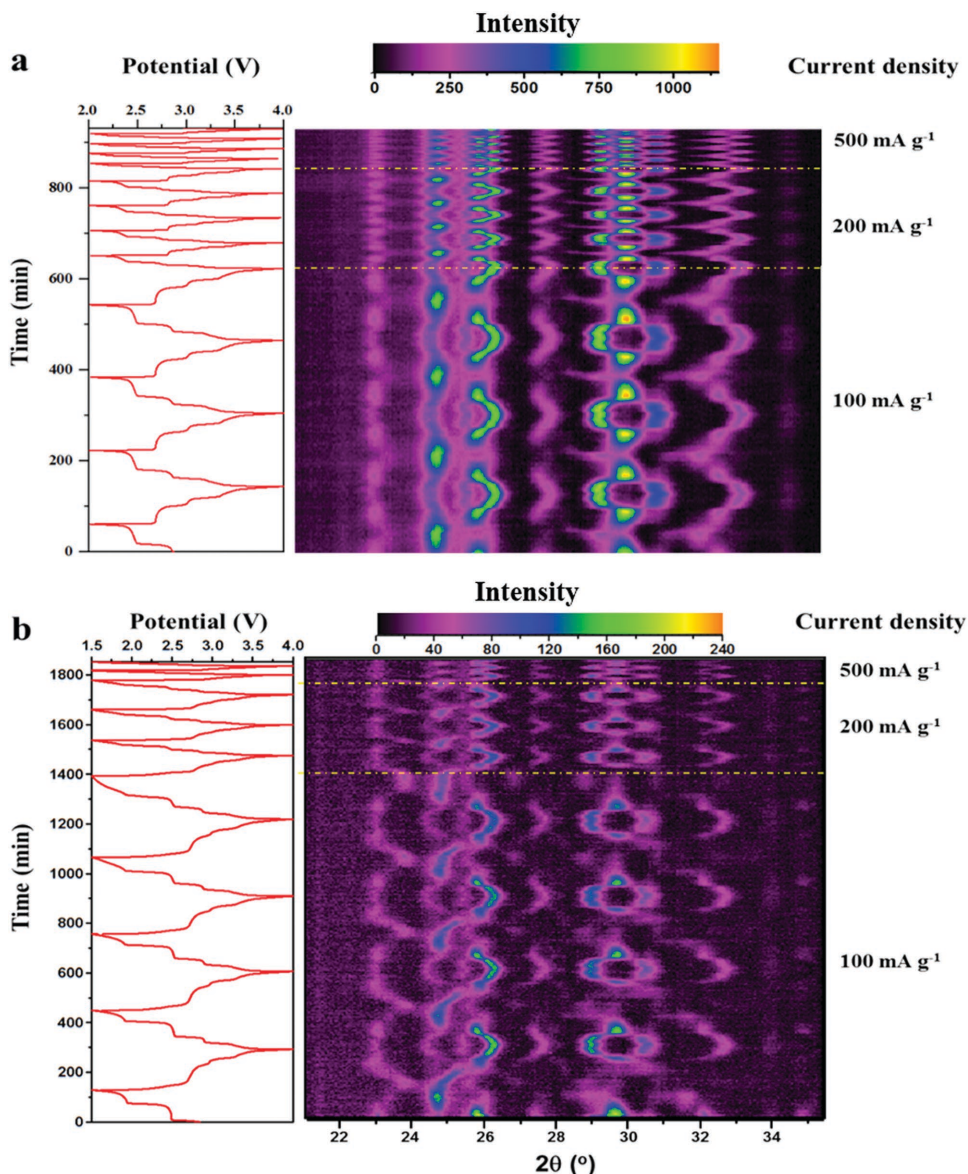 Intensity
a
Potential (V)
0 250 500 750 1000
Current density
2.0 2.5 3.0 3.5 4.0
500 mA g⁻¹
800
200 mA g⁻¹
600
Time (min)
400
100 mA g⁻¹
200
0
Intensity
b
Potential (V)
Current density
0 40 80 120 160 200 240
1.5 2.0 2.5 3.0 3.5 4.0
1800
500 mA g⁻¹
1600
200 mA g⁻¹
1400
1200
1000
Time (min)
800
100 mA g⁻¹
600
400
200
0
22 24 26 28 30 32 34
2θ (°)